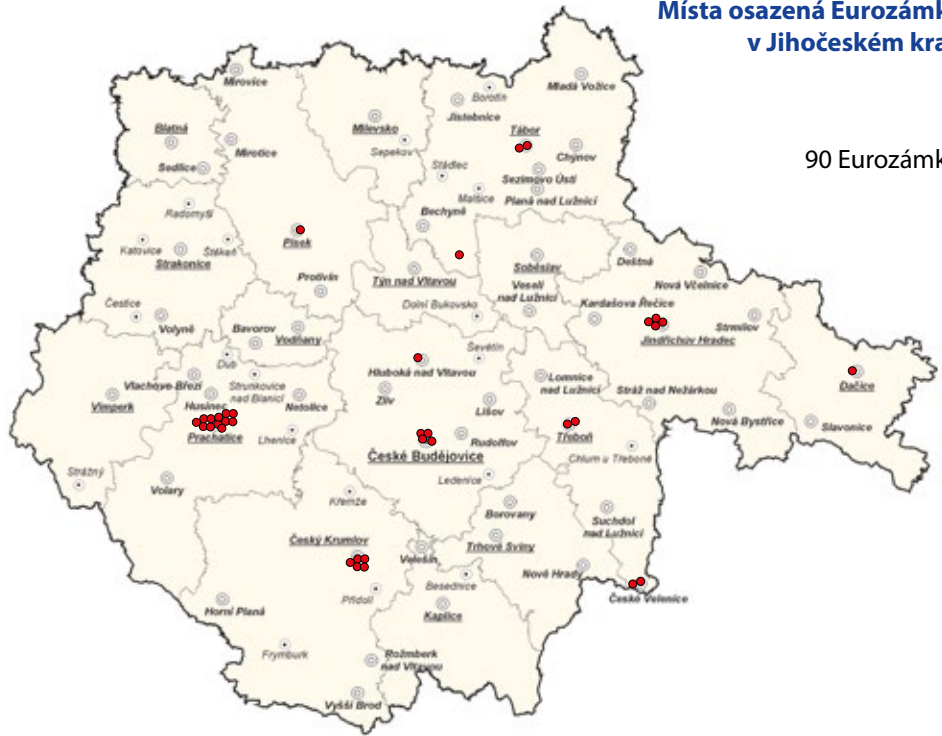 Místa osazená Eurozámk
v Jihočeském kra
90 Eurozámk
Mirovice
Mladá Vožice
Borotín
Jistebnice
Blatná
Milevsko
Tábor
Mirotice
Sepekov
Chýnov
Sedlice
Stádlec
Sezimovo Ústí
Malšice
Planá nad Lužnicí
Radomyšl
Bechyně
Katovice
Štěkeň
Písek
Strakonice
Soběslav
Deštná
Protivín
Týn nad Vltavou
Veselí
nad Lužnicí
Nová Včelnice
Čestice
Dolní Bukovsko
Kardašova Řečice
Volyně
Bavorov
Vodňany
Strmilov
Jindřichův Hradec
Ševětín
Dub
Hluboká nad Vltavou
Vlachovo Březí
Strunkovice
nad Blanicí
Lomnice
nad Lužnicí
Stráž nad Nežárkou
Dačice
Vimperk
Husinec
Netolice
Zliv
Lišov
Nová Bystřice
Slavonice
Prachatice
Lhenice
Rudolfov
Třeboň
České Budějovice
Chlum u Třeboně
Strážný
Ledenice
Volary
Křemže
Borovany
Suchdol
nad Lužnicí
Český Krumlov
Velešín
Trhové Sviny
Besednice
Nové Hrady
Přídolí
České Velenice
Horní Planá
Kaplice
Frymburk
Rožmberk
nad Vltavou
Vyšší Brod